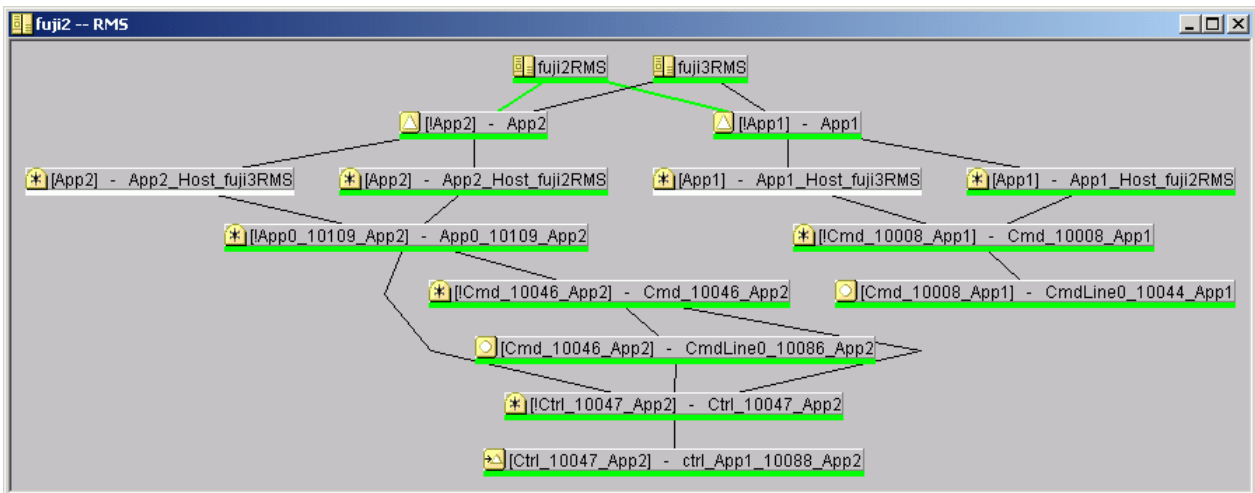 fuji2 -- RMS
fuji2RMS fuji3RMS
[!App2] - App2 [!App1] - App1
[App2] - App2_Host_fuji3RMS [App2] - App2_Host_fuji2RMS [App1] - App1_Host_fuji3RMS [App1] - App1_Host_fuji2RMS
[!App0_10109_App2] - App0_10109_App2 [!Cmd_10008_App1] - Cmd_10008_App1
[!Cmd_10046_App2] - Cmd_10046_App2 [Cmd_10008_App1] - CmdLine0_10044_App1
[Cmd_10046_App2] - CmdLine0_10086_App2
[!Ctrl_10047_App2] - Ctrl_10047_App2
[Ctrl_10047_App2] - ctrl_App1_10088_App2